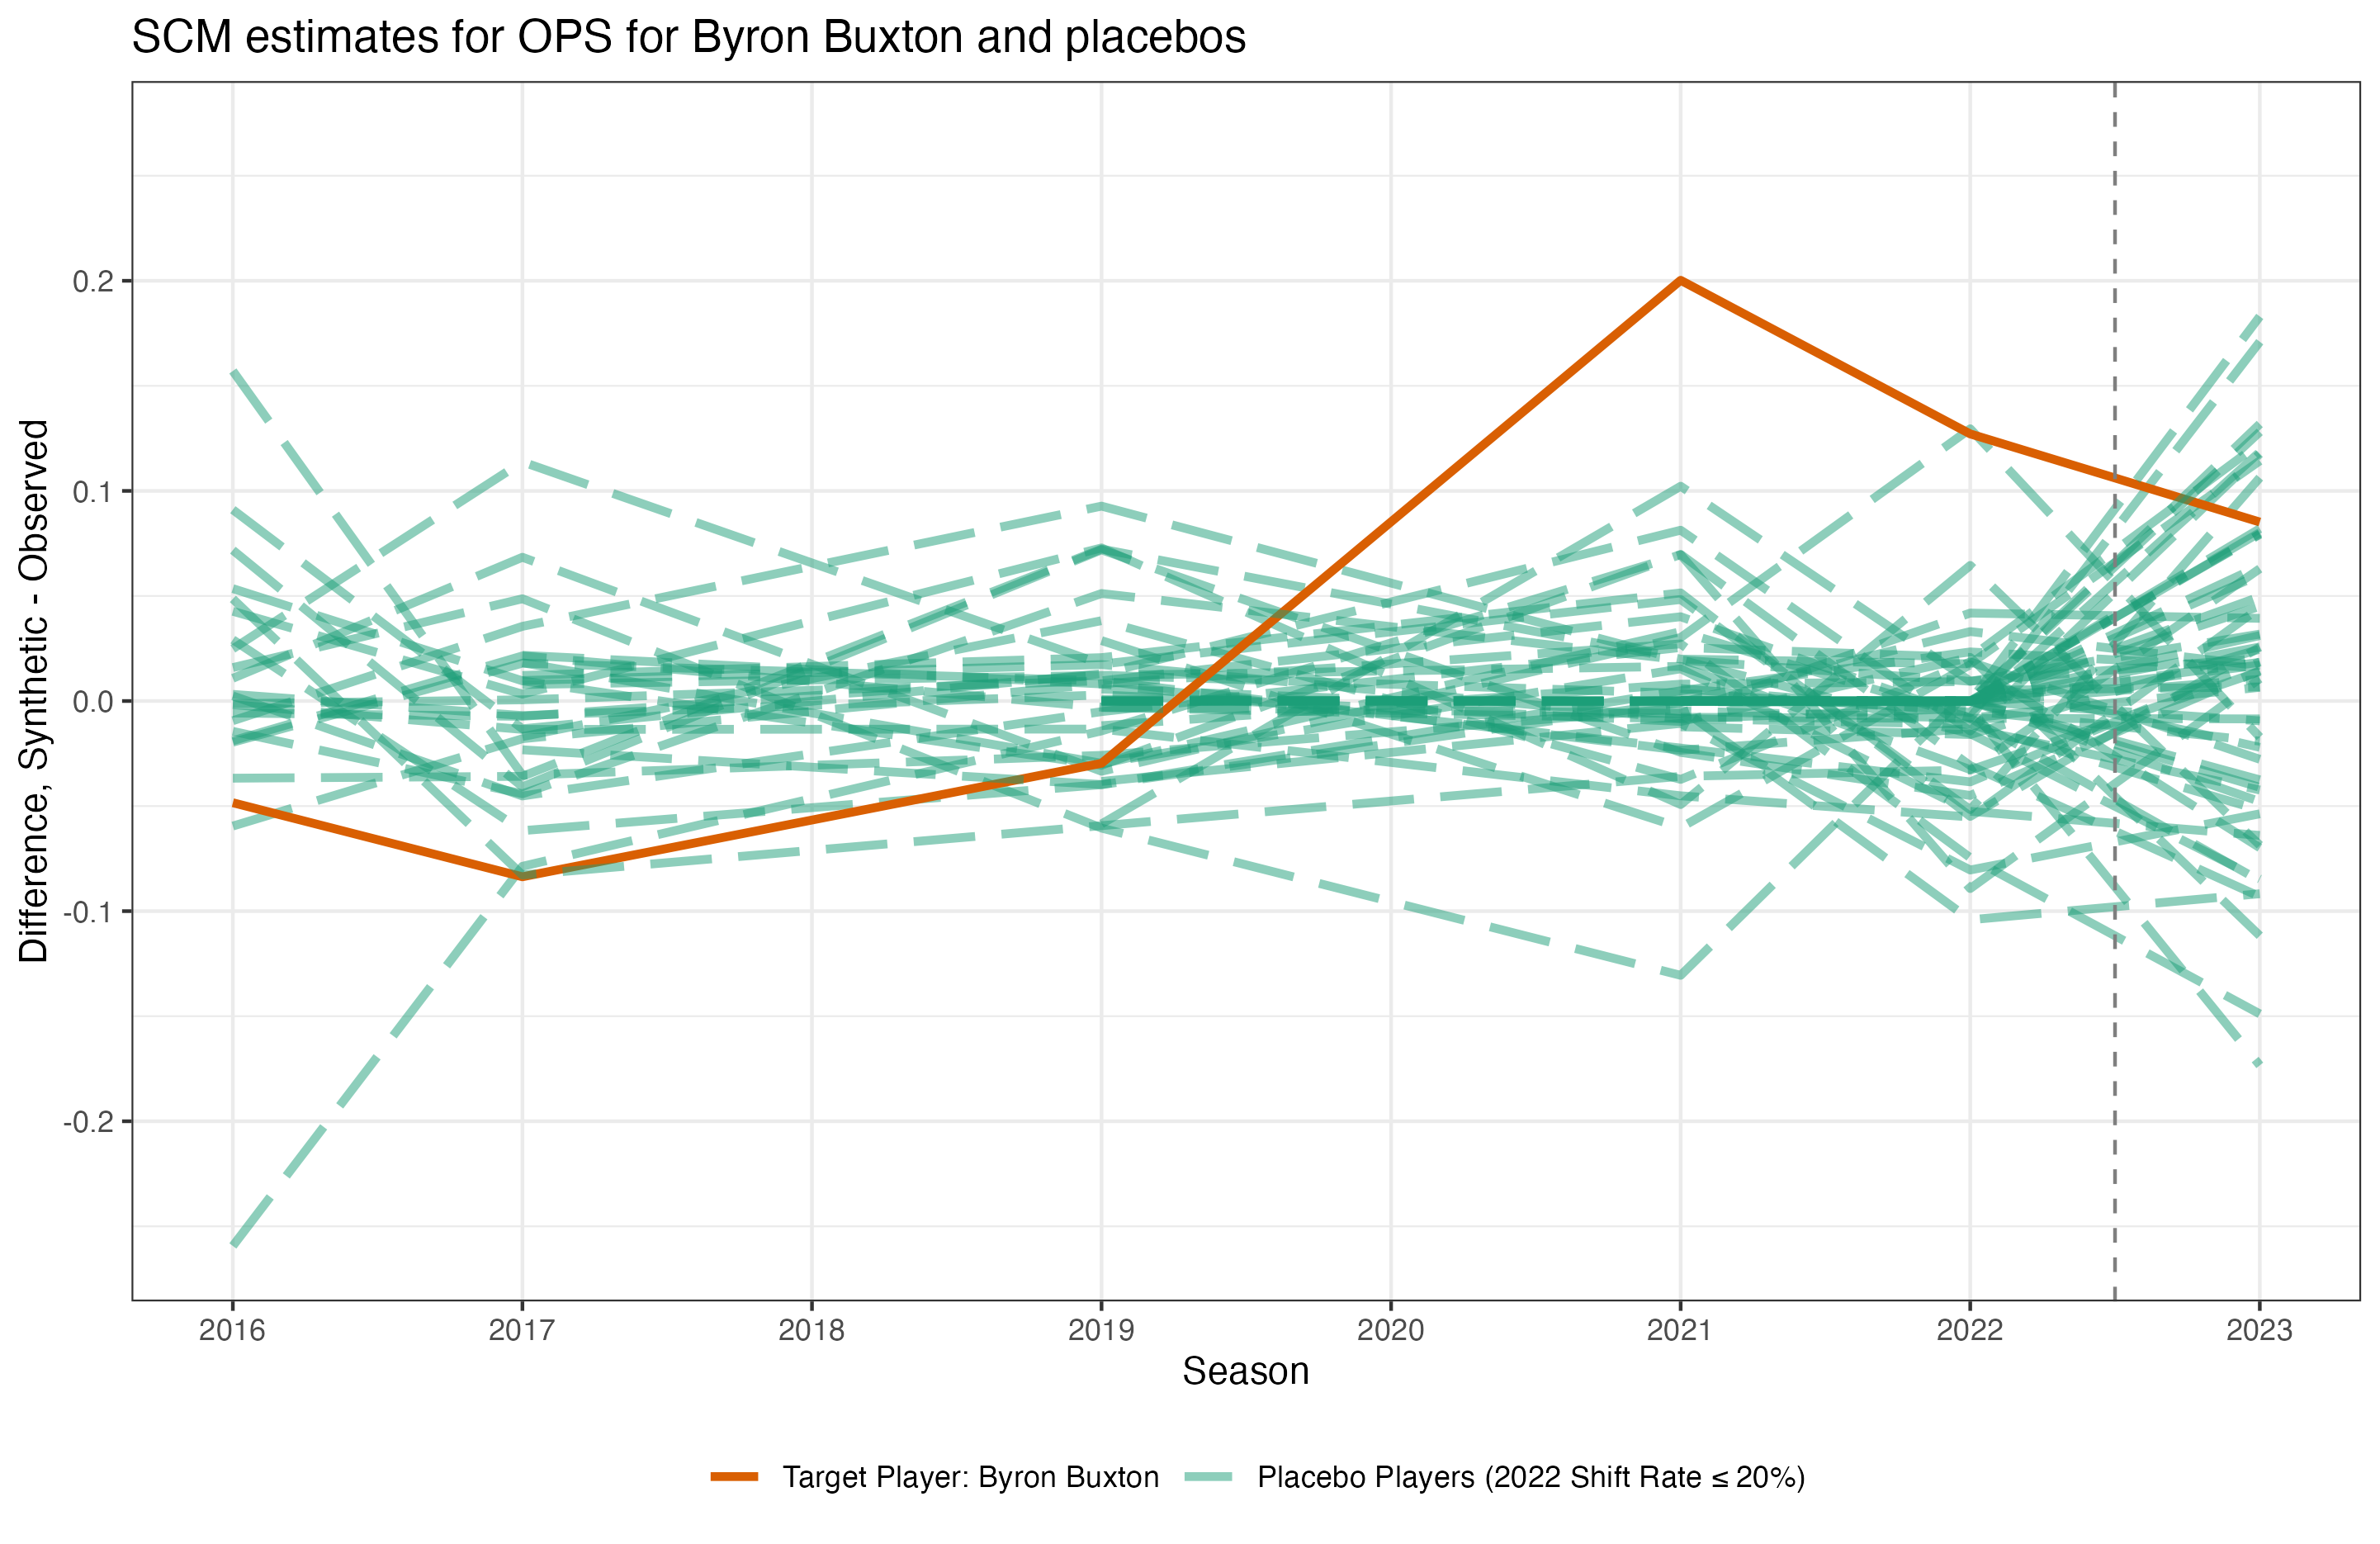 SCM estimates for OPS for Byron Buxton and placebos
Difference, Synthetic - Observed
0.2
0.1
0.0
-0.1
-0.2
2016 2017 2018 2019 2020 2021 2022 2023
Season
Target Player: Byron Buxton Placebo Players (2022 Shift Rate ≤ 20%)